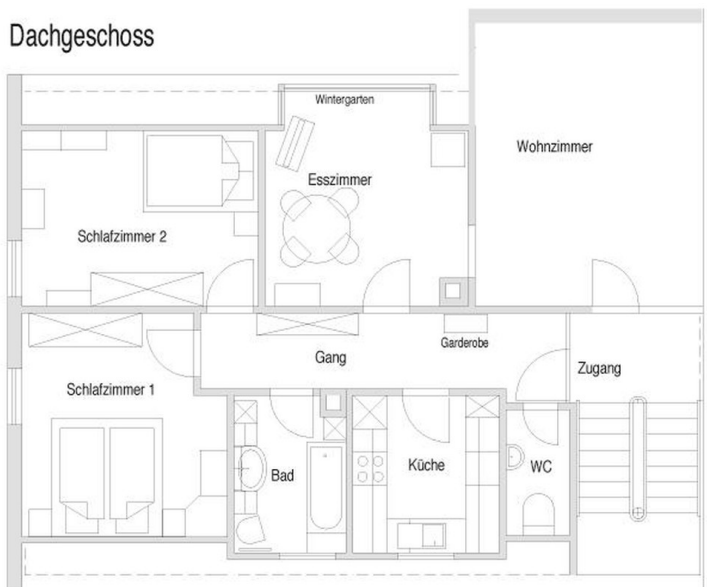 Dachgeschoss
Wintergarten
Wohnzimmer
Esszimmer
Schlafzimmer 2
Garderobe
Gang
Zugang
Schlafzimmer 1
Küche
WC
Bad